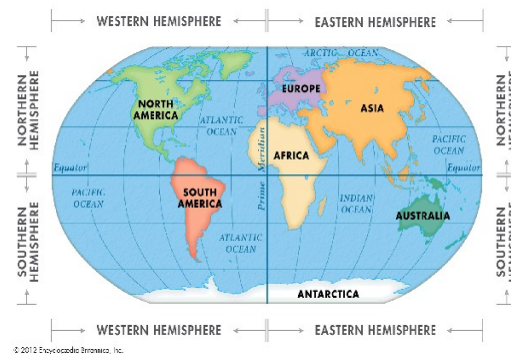 WESTERN HEMISPHERE
EASTERN HEMISPHERE
ARCTIC OCEAN
NORTHERN
HEMISPHERE
NORTH
AMERICA
EUROPE
ASIA
ATLANTIC
OCEAN
PACIFIC
OCEAN
NORTHERN
AFRICA
Prime Meridian
Equator
Equator
SOUTHERN
HEMISPHERE
PACIFIC
OCEAN
SOUTH
AMERICA
INDIAN
OCEAN
AUSTRALIA
SOUTHERN
ATLANTIC
OCEAN
ANTARCTICA
WESTERN HEMISPHERE
EASTERN HEMISPHERE
© 2012 Encyclopædia Britannica, Inc.